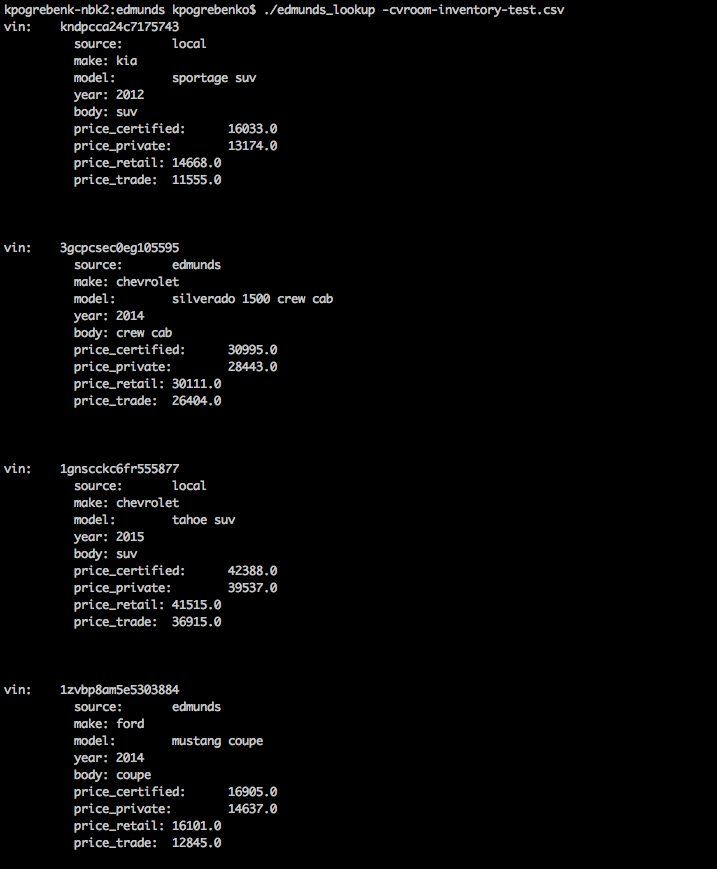 kpogrebenk-nbk2:edmunds kpogrebenko$ ./edmunds_lookup -cvroom-inventory-test.csv
vin: kndpcca24c7175743
source: local
make: kia
model: sportage suv
year: 2012
body: suv
price_certified: 16033.0
price_private: 13174.0
price_retail: 14668.0
price_trade: 11555.0
vin: 3gcpcsec0eg105595
source: edmunds
make: chevrolet
model: silverado 1500 crew cab
year: 2014
body: crew cab
price_certified: 30995.0
price_private: 28443.0
price_retail: 30111.0
price_trade: 26404.0
vin: 1gnscckc6fr555877
source: local
make: chevrolet
model: tahoe suv
year: 2015
body: suv
price_certified: 42388.0
price_private: 39537.0
price_retail: 41515.0
price_trade: 36915.0
vin: 1zvbp8am5e5303884
source: edmunds
make: ford
model: mustang coupe
year: 2014
body: coupe
price_certified: 16905.0
price_private: 14637.0
price_retail: 16101.0
price_trade: 12845.0